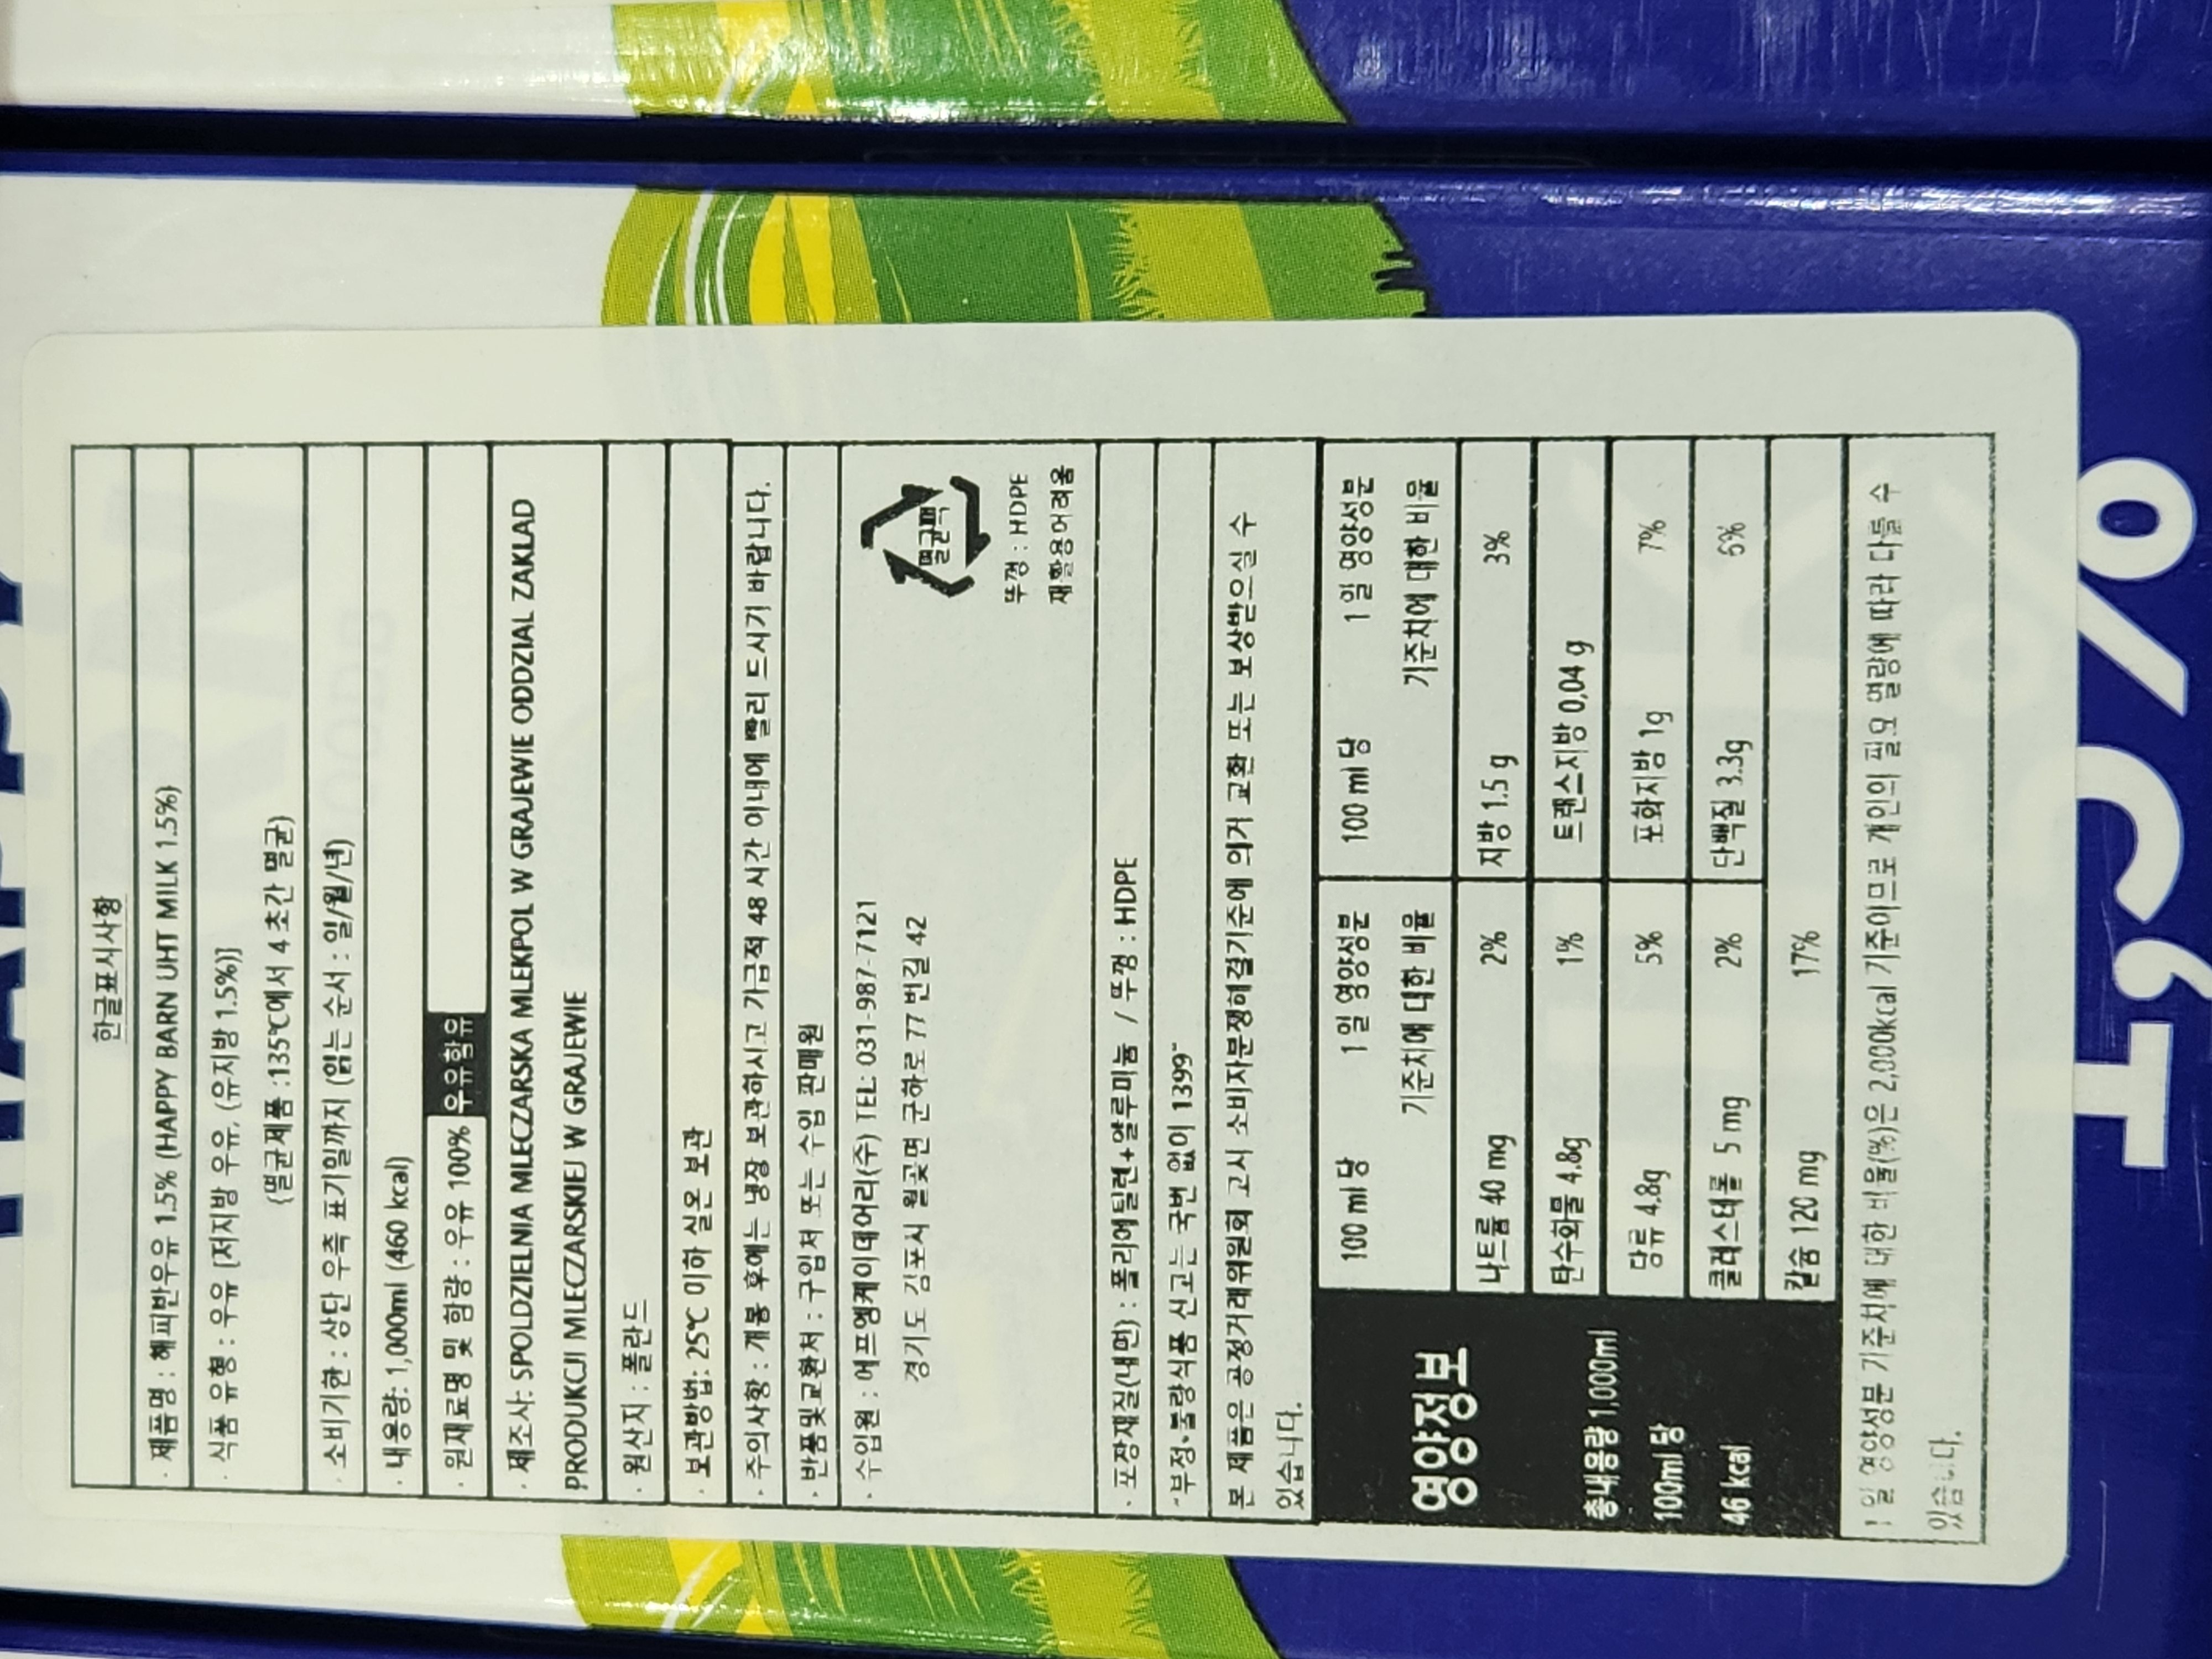 한글표시사항
· 제품명 : 해피반우유 1.5% (HAPPY BARN UHT MILK 1.5%)
· 식품 유형 : 우유 [저지방 우유, (유지방 1.5%)]
(멸균제품 :135℃에서 4 초간 멸균)
· 소비기한 : 상단 우측 표기일까지 (읽는 순서 : 일/월/년)
· 내용량: 1,000ml (460 kcal)
· 원재료명 및 함량 : 우유 100% 우유함유
· 제조사: SPOLDZIELNIA MLECZARSKA MLEKPOL W GRAJEWIE ODDZIAL ZAKLAD
PRODUKCJI MLECZARSKIEJ W GRAJEWIE
· 원산지 : 폴란드
· 보관방법: 25℃ 이하 실온 보관
· 주의사항 : 개봉 후에는 냉장 보관하시고 가급적 48 시간 이내에 빨리 드시기 바랍니다.
· 반품및교환처 : 구입처 또는 수입 판매원
· 수입원 : 에프엠케이데어리(주) TEL: 031-987-7121
경기도 김포시 월곶면 군하로 77 번길 42
멸균팩
뚜껑 : HDPE
재활용어려움
· 포장재질(내면) : 폴리에틸렌+알루미늄 / 뚜껑 : HDPE
"부정,불량식품 신고는 국번 없이 1399"
본 제품은 공정거래위원회 고시 소비자분쟁해결기준에 의거 교환 또는 보상받으실 수
있습니다.
영양정보
총내용량 1,000ml
100ml 당
46 kcal
100 ml 당 1 일 영양성분 100 ml 당 1 일 영양성분
기준치에 대한 비율 기준치에 대한 비율
나트륨 40 mg 2% 지방 1.5 g 3%
탄수화물 4.8g 1% 트랜스지방 0,04 g
당류 4.8g 5% 포화지방 1g 7%
콜레스테롤 5 mg 2% 단백질 3.3g 6%
칼슘 120 mg 17%
1 일 영양성분 기준치에 대한 비율(%)은 2,000kcal 기준이므로 개인의 필요 열량에 따라 다를 수
있습니다.
%